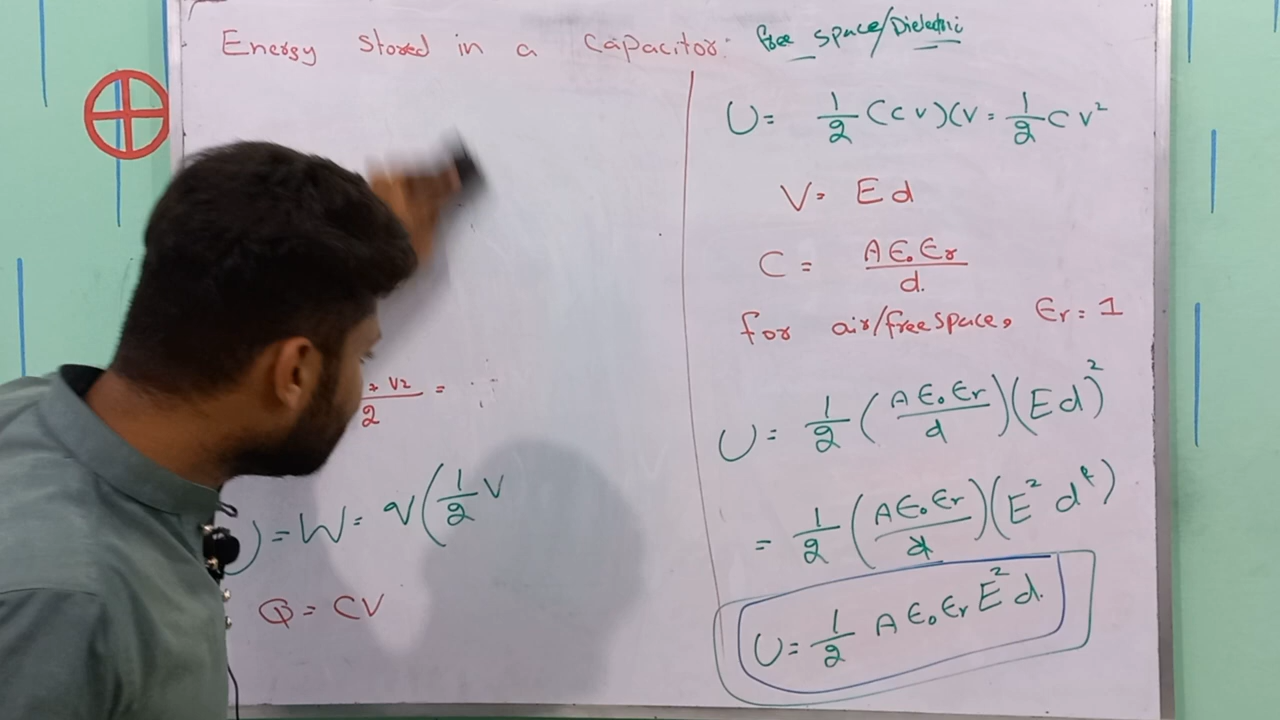 Energy stored in a capacitor: free space/Dielectric
+ V2 / 2 =
) = W = q(1/2 V
Q = CV
U = 1/2 (CV)(V = 1/2 CV²
V = Ed
C = Aϵ₀ϵr / d
for air/free space, ϵr = 1
U = 1/2 (Aϵ₀ϵr / d)(Ed)²
= 1/2 (Aϵ₀ϵr / d)(E² d²)
U = 1/2 Aϵ₀ϵr E² d.